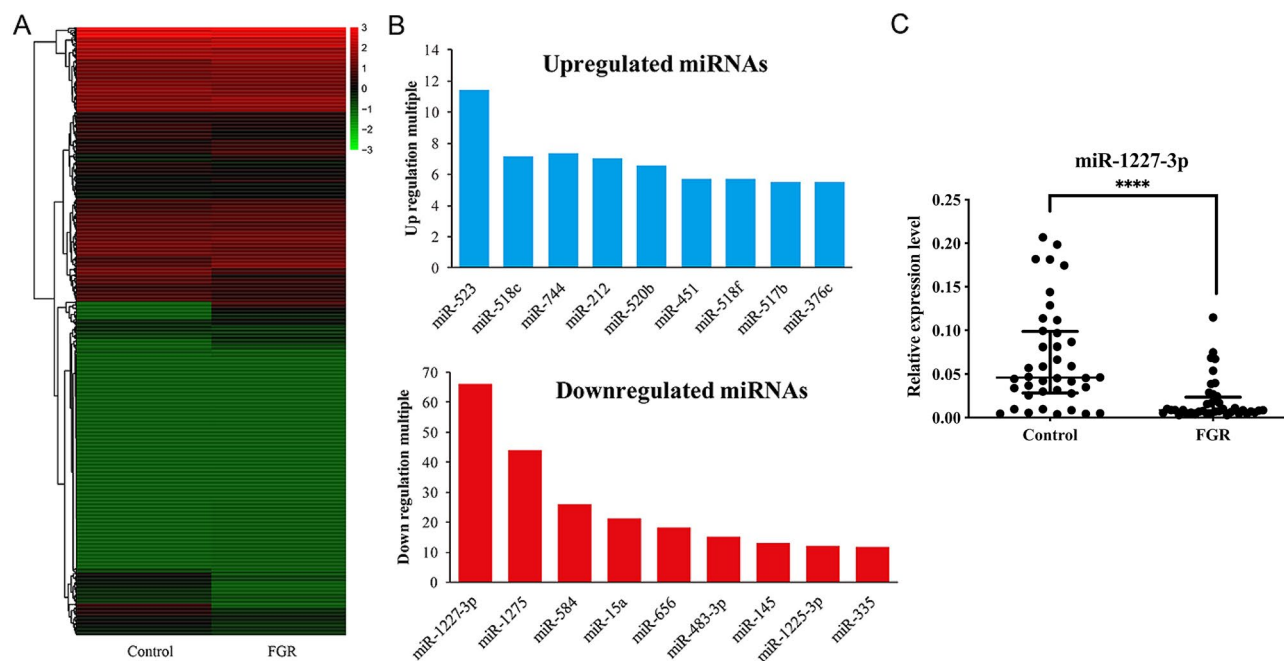 A
3
2
1
0
-1
-2
-3
Control
FGR
B
Upregulated miRNAs
Up regulation multiple
14
12
10
8
6
4
2
0
miR-523
miR-518c
miR-744
miR-212
miR-520b
miR-451
miR-518f
miR-517b
miR-376c
Downregulated miRNAs
Down regulation multiple
70
60
50
40
30
20
10
0
miR-1227-3p
miR-1275
miR-584
miR-15a
miR-656
miR-483-3p
miR-145
miR-1225-3p
miR-335
C
miR-1227-3p
****
Relative expression level
0.25
0.20
0.15
0.10
0.05
0.00
Control
FGR